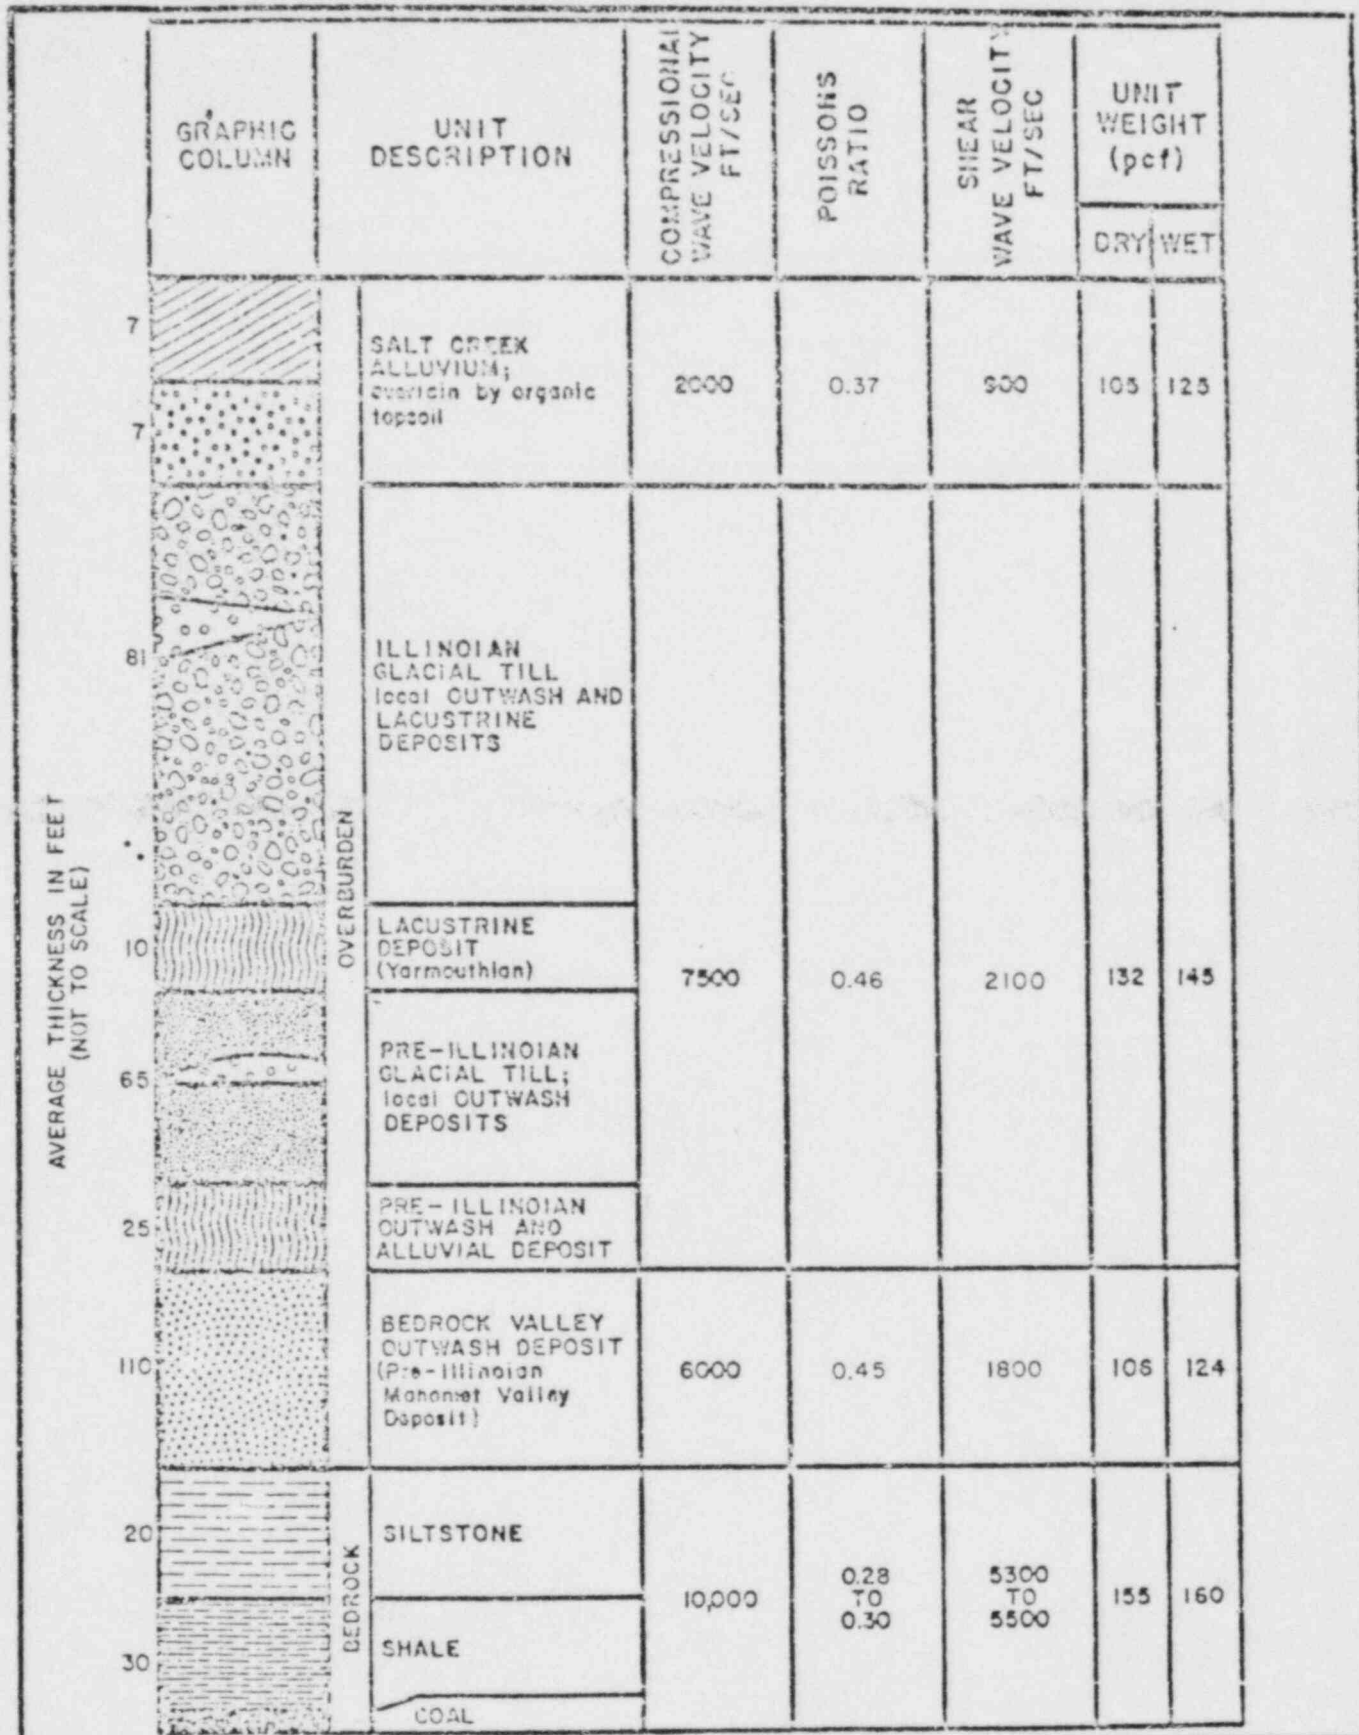 GRAPHIC
COLUMN
UNIT
DESCRIPTION
COMPRESSIONAL
WAVE VELOCITY
FT/SEC
POISSONS
RATIO
SHEAR
WAVE VELOCITY
FT/SEC
UNIT
WEIGHT
(pcf)
DRY
WET
AVERAGE THICKNESS IN FEET
(NOT TO SCALE)
OVERBURDEN
7
7
SALT CREEK
ALLUVIUM;
by organic
topsoil
2000
0.37
900
105
125
81
ILLINOIAN
GLACIAL TILL
local OUTWASH AND
LACUSTRINE
DEPOSITS
10
LACUSTRINE
DEPOSIT
(Yarmouthian)
7500
0.46
2100
132
145
65
PRE-ILLINOIAN
GLACIAL TILL;
local OUTWASH
DEPOSITS
25
PRE-ILLINOIAN
OUTWASH AND
ALLUVIAL DEPOSIT
110
BEDROCK VALLEY
OUTWASH DEPOSIT
(Pre-Illinoian
Mahomet Valley
Deposit)
6000
0.45
1800
106
124
BEDROCK
20
SILTSTONE
10,000
0.28
TO
0.30
5300
TO
5500
155
160
30
SHALE
COAL